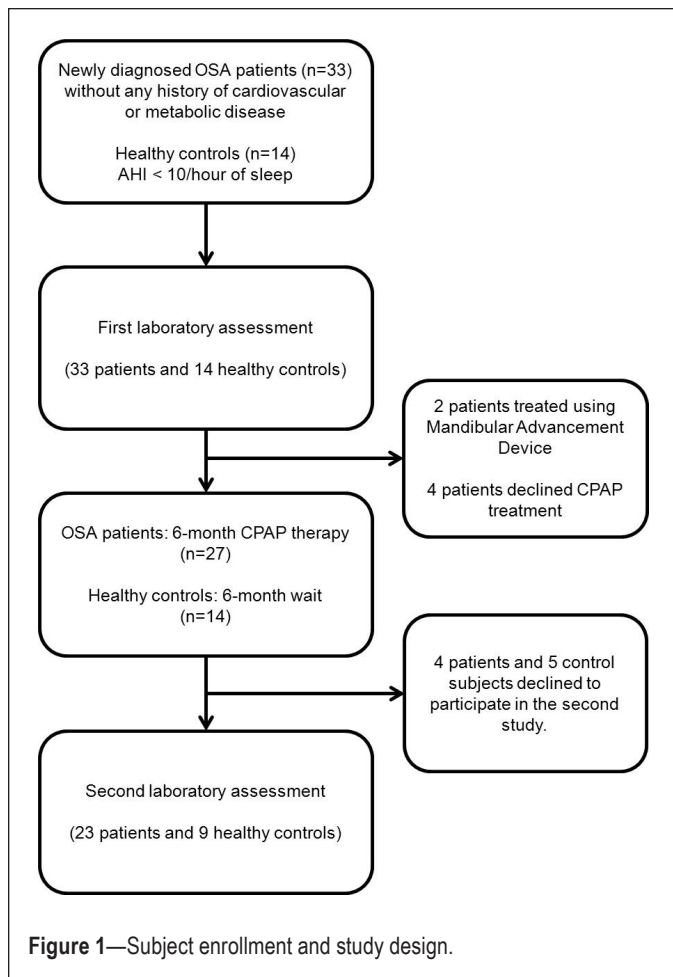 Newly diagnosed OSA patients (n=33)
without any history of cardiovascular
or metabolic disease
Healthy controls (n=14)
AHI < 10/hour of sleep
First laboratory assessment
(33 patients and 14 healthy controls)
2 patients treated using
Mandibular Advancement
Device
4 patients declined CPAP
treatment
OSA patients: 6-month CPAP therapy
(n=27)
Healthy controls: 6-month wait
(n=14)
4 patients and 5 control
subjects declined to
participate in the second
study.
Second laboratory assessment
(23 patients and 9 healthy controls)
Figure 1—Subject enrollment and study design.